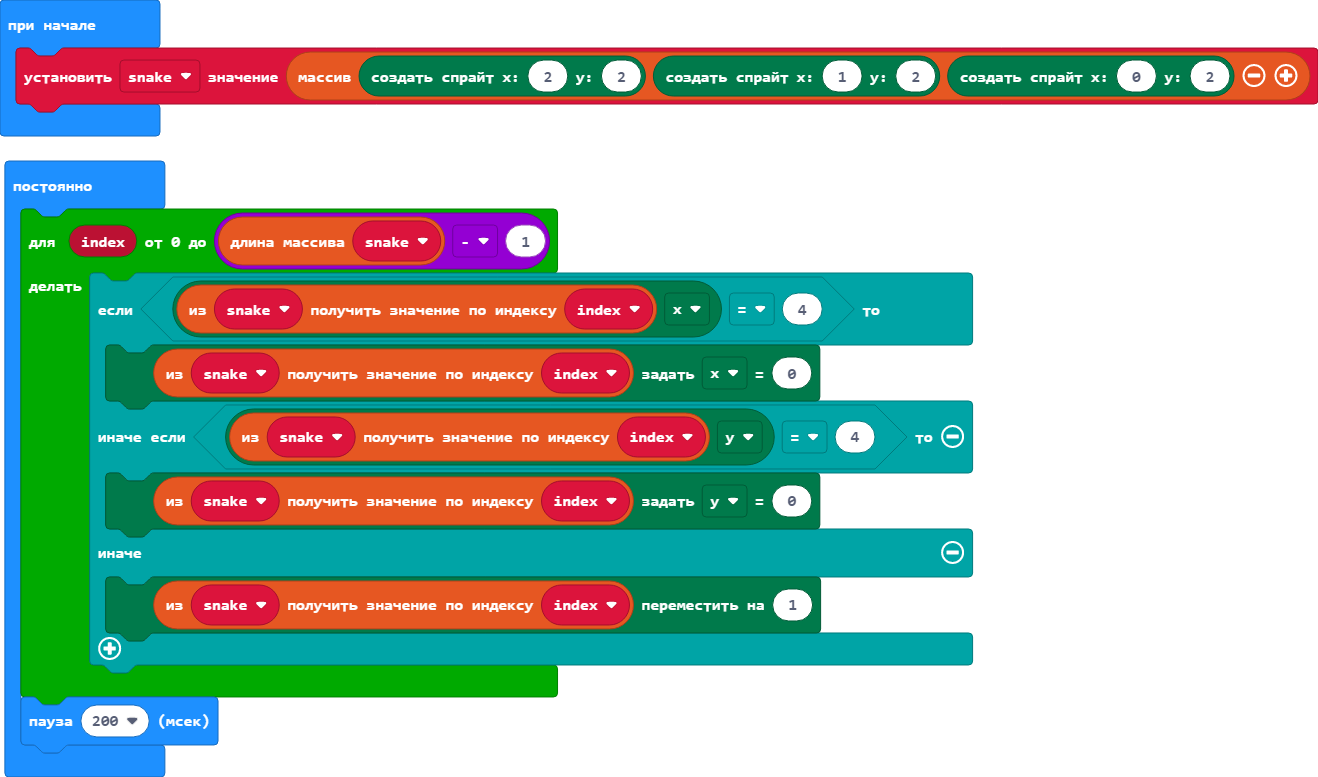 при начале
установить snake значение массив создать спрайт x: 2 y: 2 создать спрайт x: 1 y: 2 создать спрайт x: 0 y: 2
постоянно
для index от 0 до длина массива snake - 1
делать
если из snake получить значение по индексу index x = 4 то
из snake получить значение по индексу index задать x = 0
иначе если из snake получить значение по индексу index y = 4 то
из snake получить значение по индексу index задать y = 0
иначе
из snake получить значение по индексу index переместить на 1
пауза 200 (мсек)